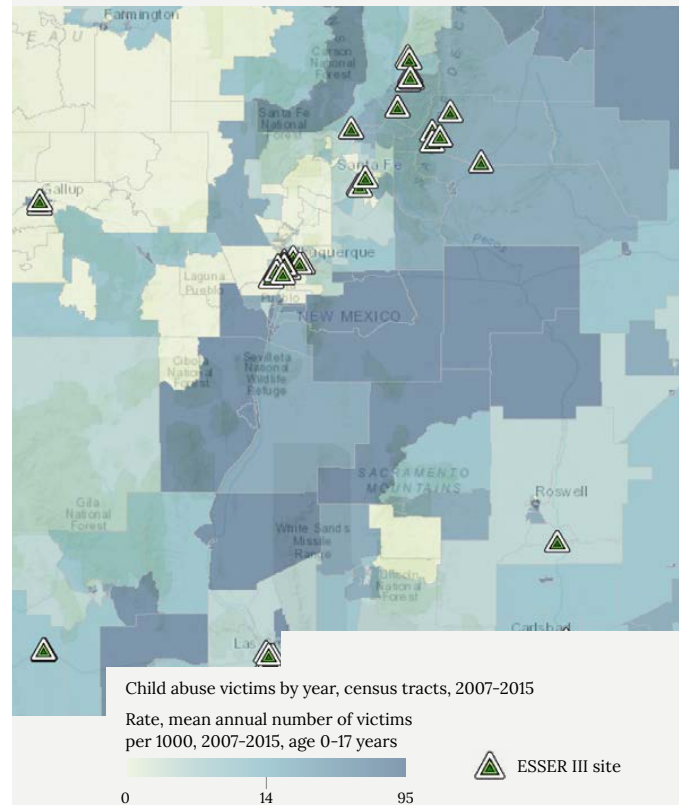 Farmington
E A U
Carson
National
Forest
D E C
Santa Fe
National
Forest
Santa Fe
Gallup
Pecos
Albuquerque
Laguna
Pueblo
Pueblo
NEW MEXICO
Cibola
National
Forest
Sevilleta
National
Wildlife
Refuge
SACRAMENTO
MOUNTAINS
Roswell
Gila
National
Forest
White Sands
Missile
Range
Lincoln
National
Forest
Carlsbad
Las
Child abuse victims by year, census tracts, 2007-2015
Rate, mean annual number of victims
per 1000, 2007-2015, age 0-17 years
ESSER III site
0 14 95